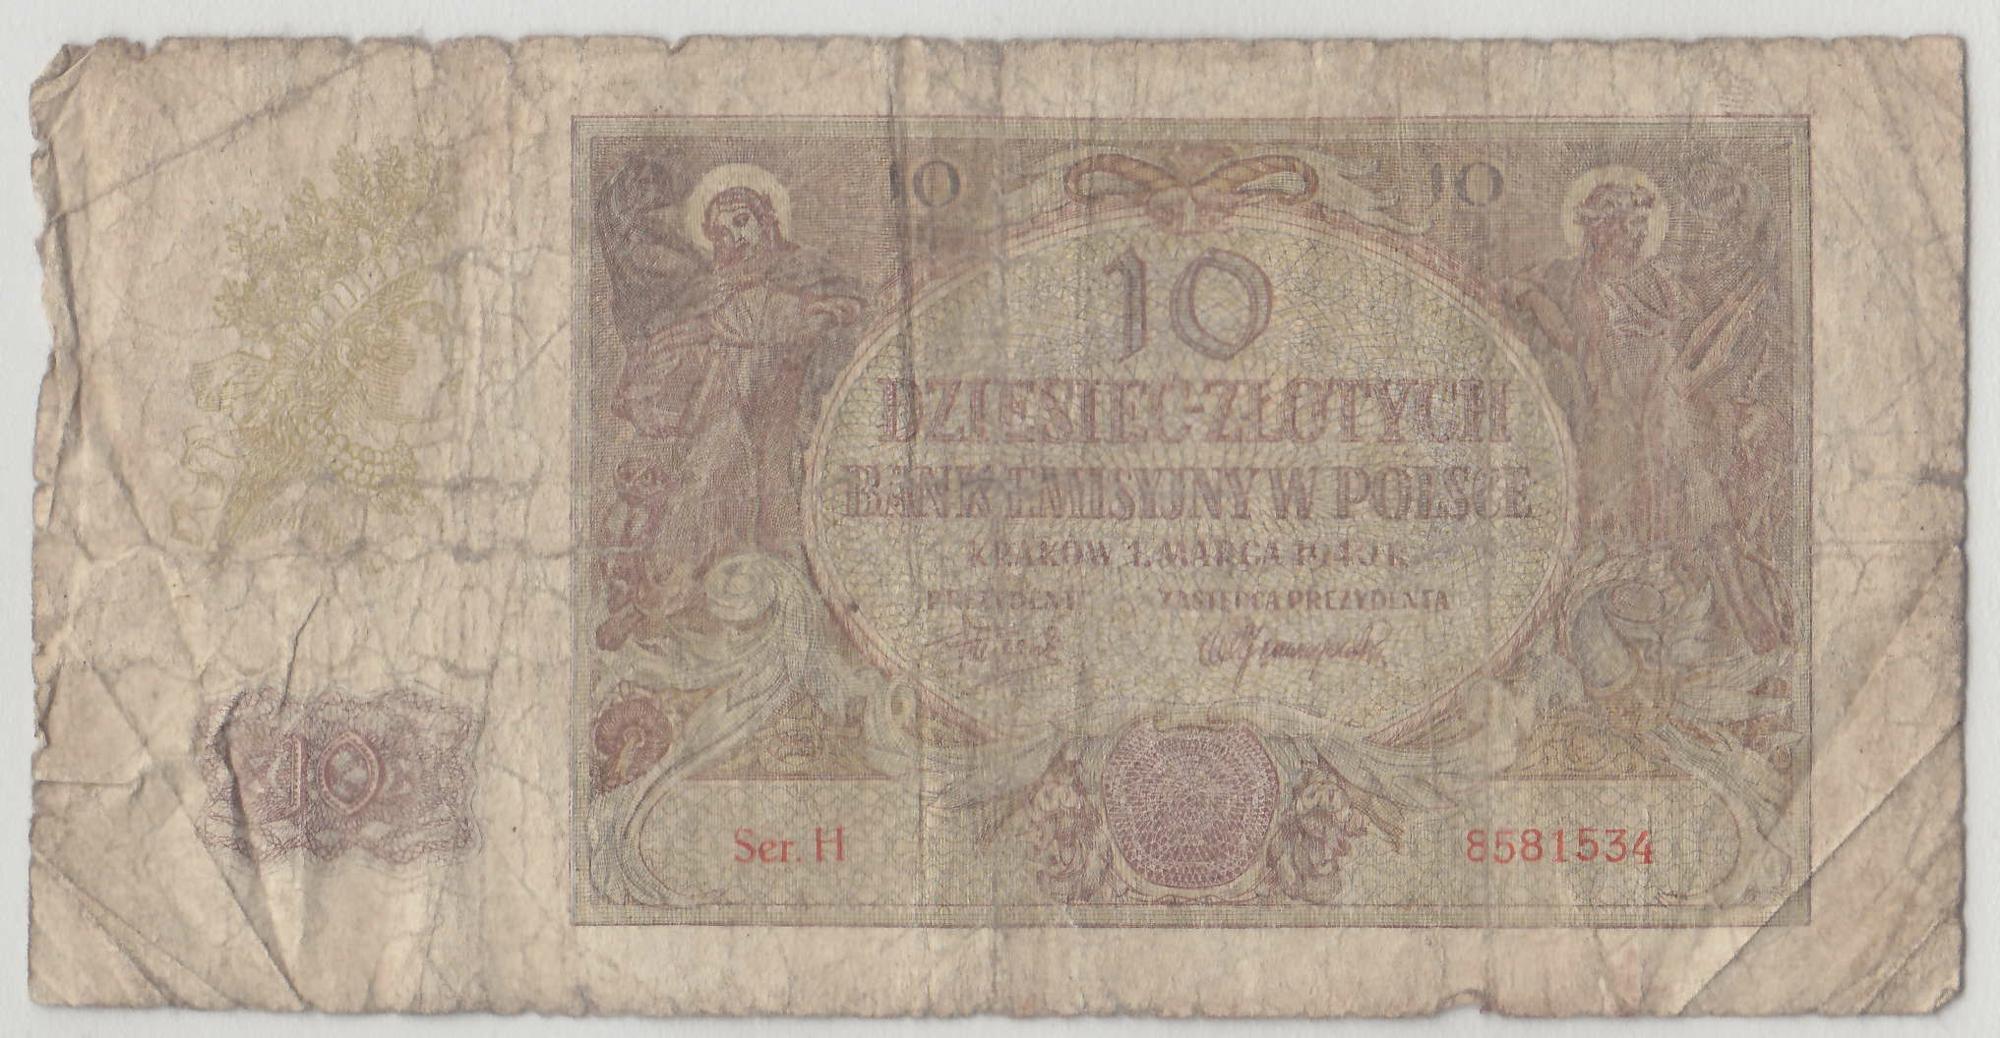 10 10
10
DZIESIĘĆ-ZŁOTYCH
BANK EMISYJNY W POLSCE
KRAKÓW 1. MARCA 1940 R.
PREZYDENT ZASTĘPCA PREZYDENTA
10
Ser. H 8581534